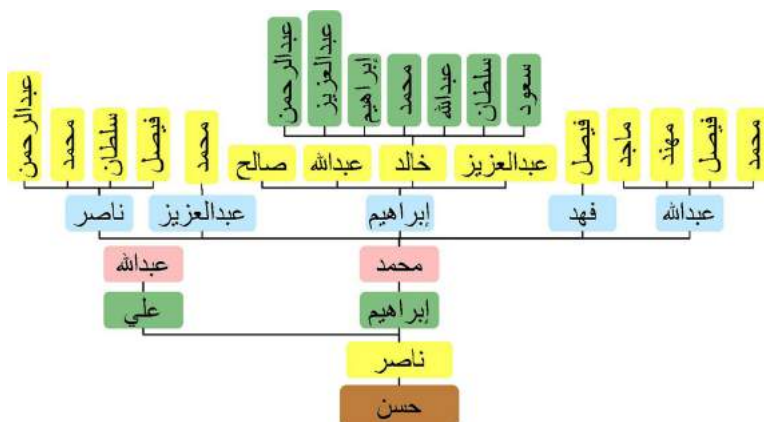 عبدالرحمن
عبدالعزيز
إبراهيم
محمد
عبدالله
سلطان
سعود
عبدالرحمن
محمد
سلطان
فيصل
محمد
صالح
عبدالله
خالد
عبدالعزيز
فيصل
ماجد
مهند
فيصل
محمد
ناصر
عبدالعزيز
إبراهيم
فهد
عبدالله
عبدالله
محمد
علي
إبراهيم
ناصر
حسن